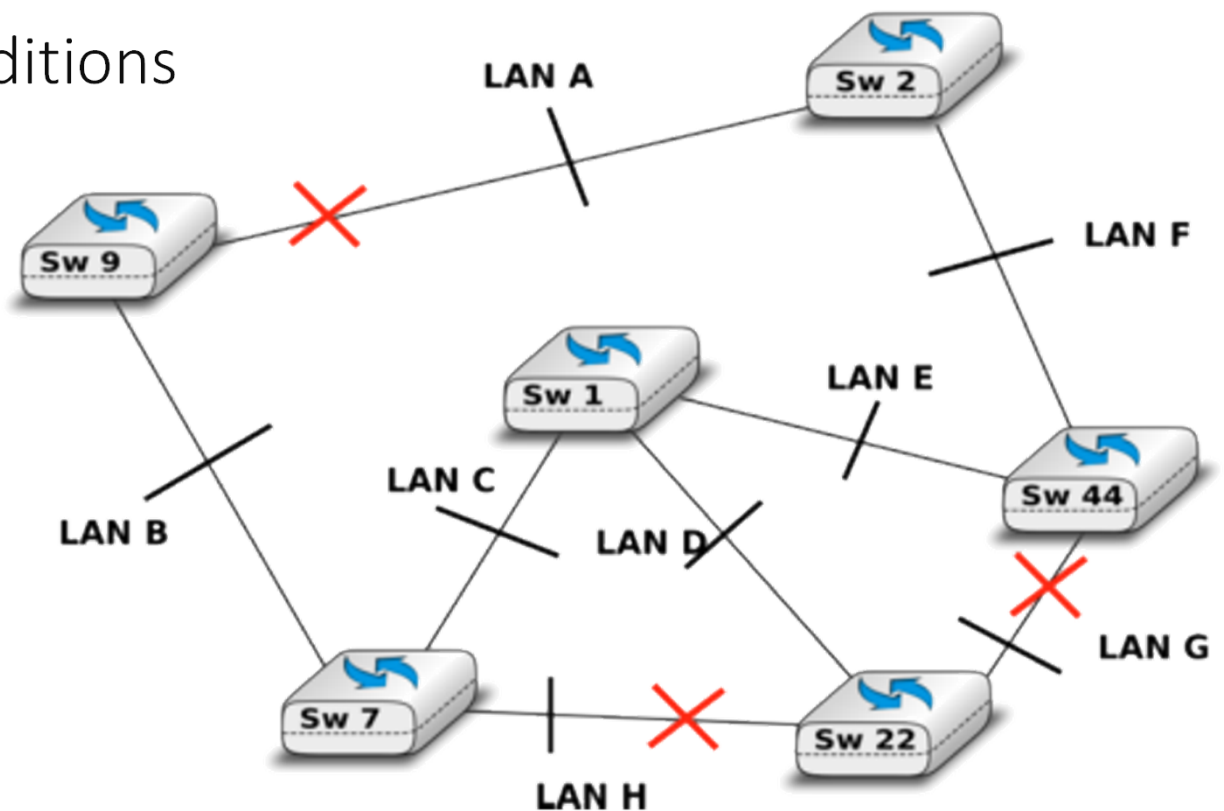 ditions
LAN A
Sw 2
Sw 9
LAN F
Sw 1
LAN E
LAN C
Sw 44
LAN B
LAN D
LAN G
Sw 7
Sw 22
LAN H